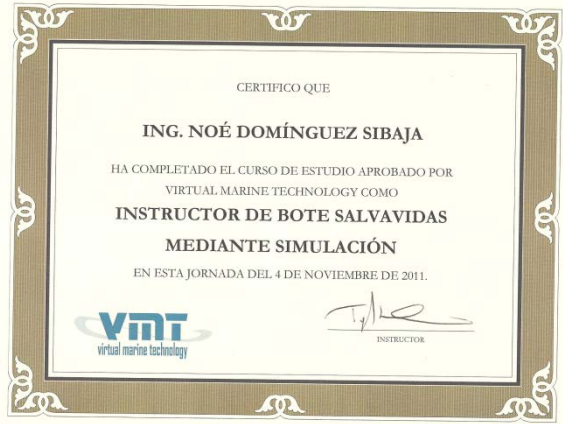 CERTIFICO QUE
ING. NOÉ DOMÍNGUEZ SIBAJA
HA COMPLETADO EL CURSO DE ESTUDIO APROBADO POR
VIRTUAL MARINE TECHNOLOGY COMO
INSTRUCTOR DE BOTE SALVAVIDAS
MEDIANTE SIMULACIÓN
EN ESTA JORNADA DEL 4 DE NOVIEMBRE DE 2011.
VMT
virtual marine technology
INSTRUCTOR